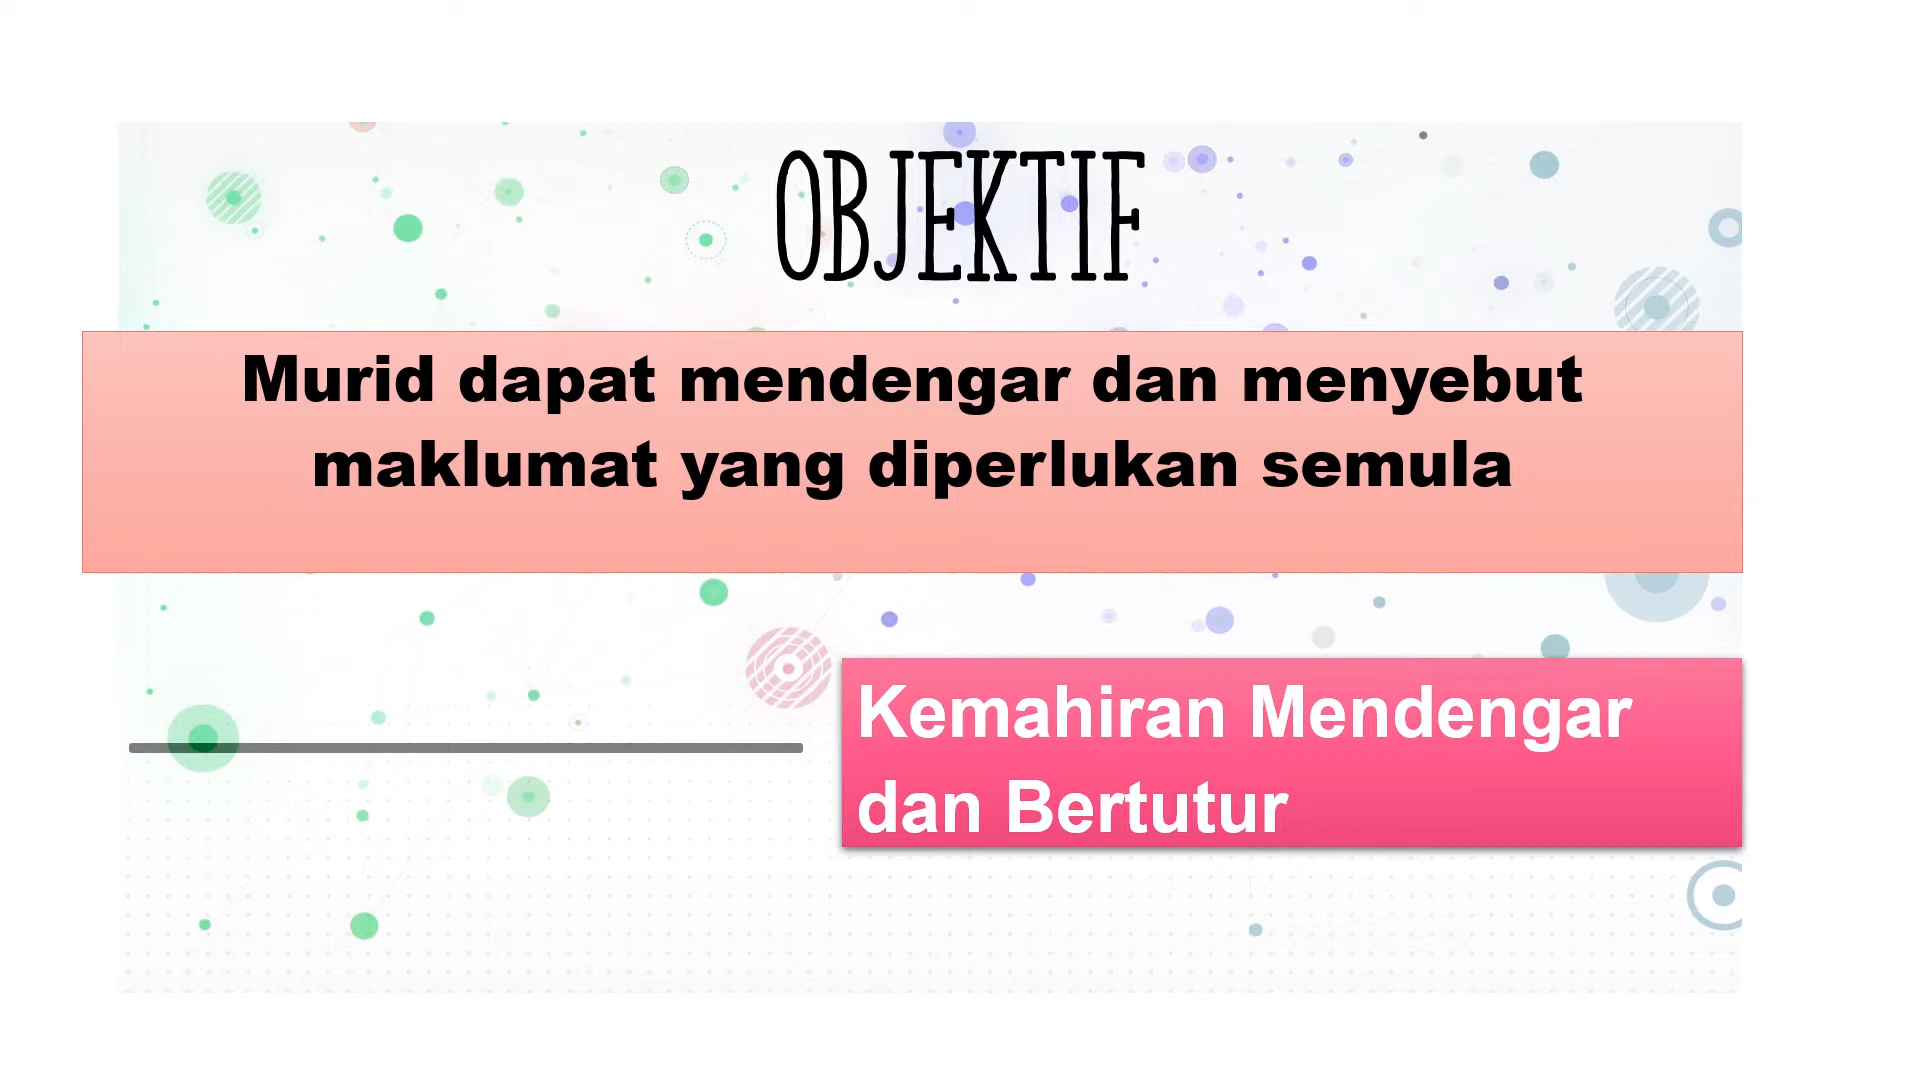 OBJEKTIF
Murid dapat mendengar dan menyebut
maklumat yang diperlukan semula
Kemahiran Mendengar
dan Bertutur